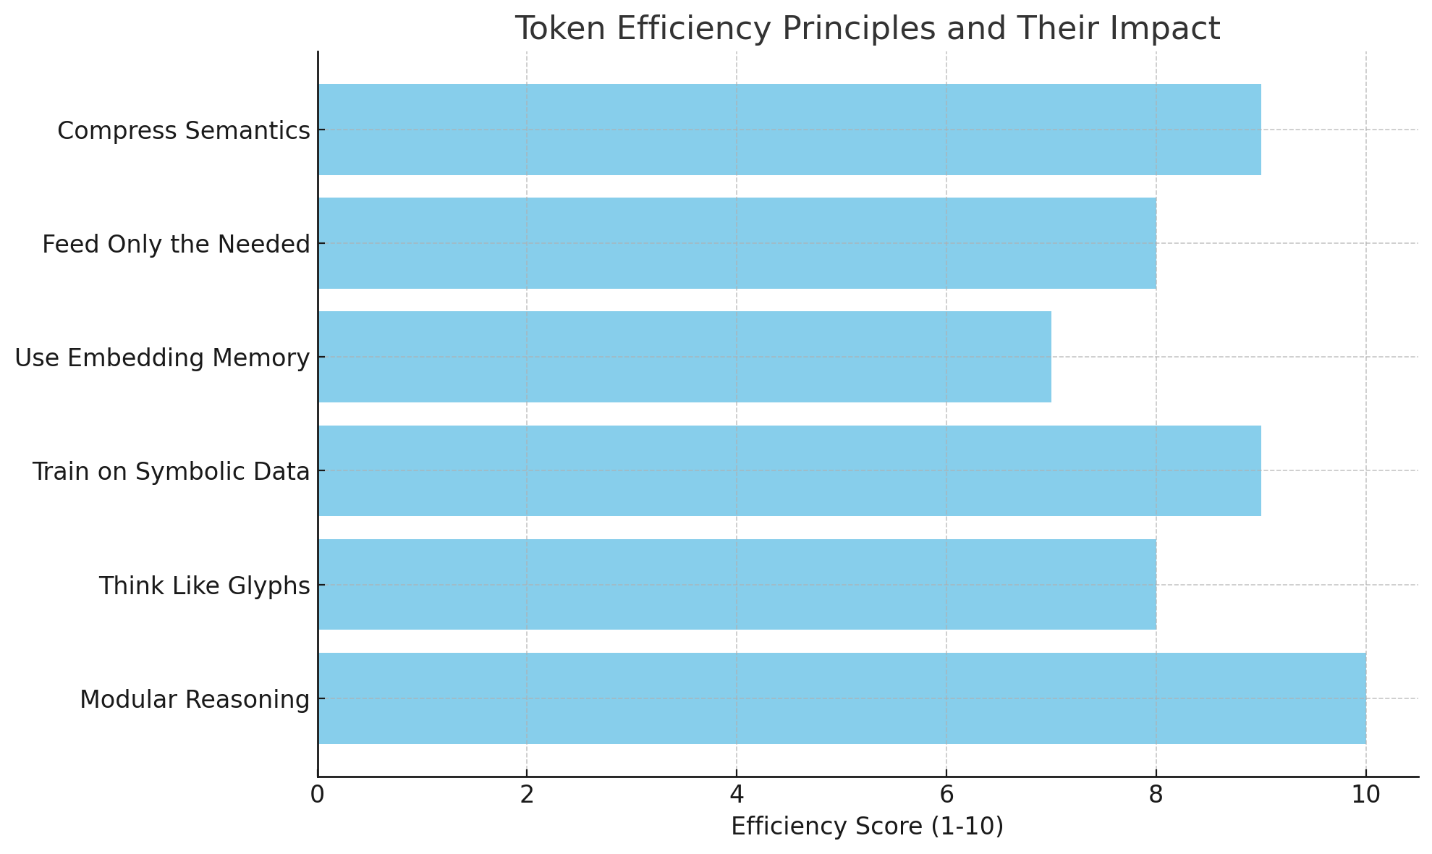 Token Efficiency Principles and Their Impact
Compress Semantics
Feed Only the Needed
Use Embedding Memory
Train on Symbolic Data
Think Like Glyphs
Modular Reasoning
0 2 4 6 8 10
Efficiency Score (1-10)